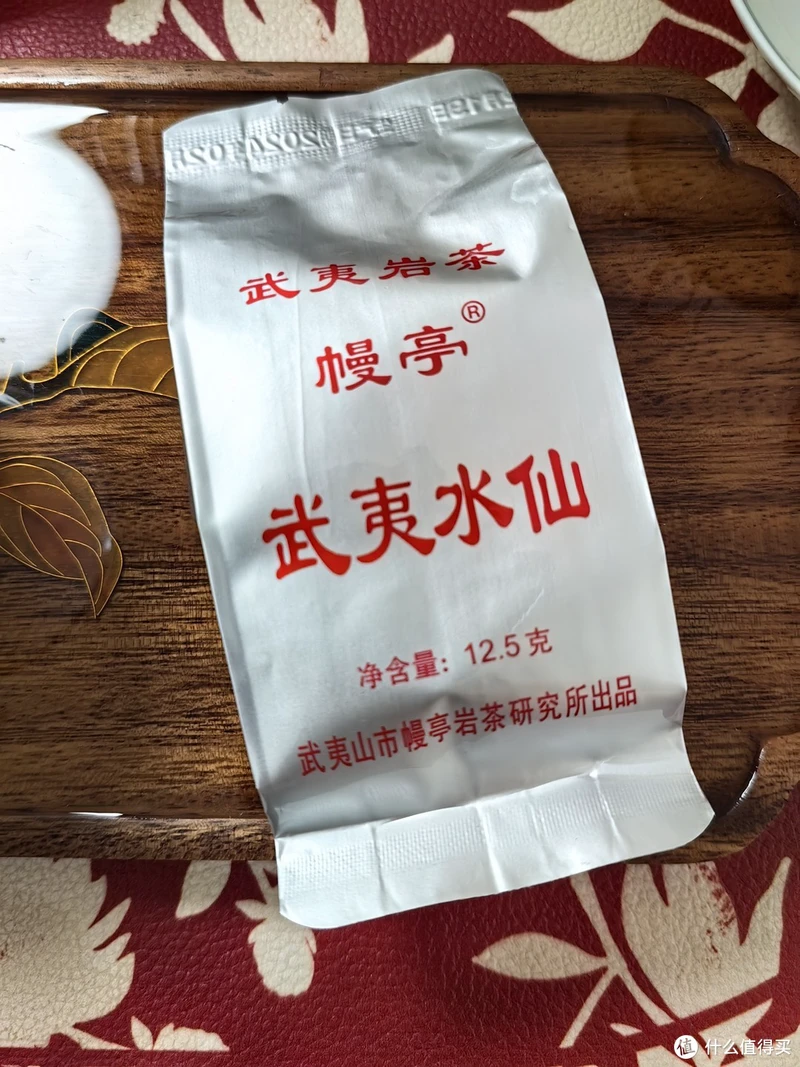 武夷岩茶
幔亭®
武夷水仙
净含量：12.5克
武夷山市幔亭岩茶研究所出品
值 什么值得买